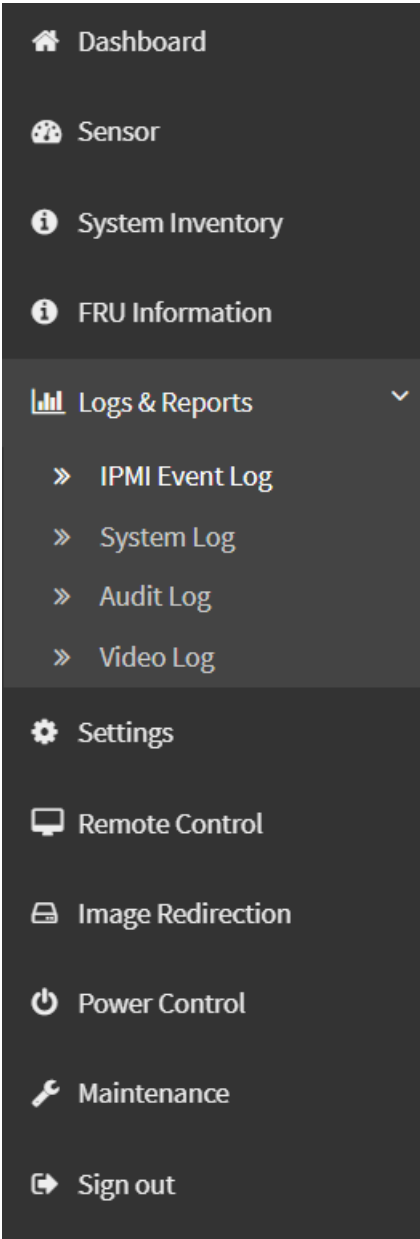 Dashboard
Sensor
System Inventory
FRU Information
Logs & Reports
IPMI Event Log
System Log
Audit Log
Video Log
Settings
Remote Control
Image Redirection
Power Control
Maintenance
Sign out